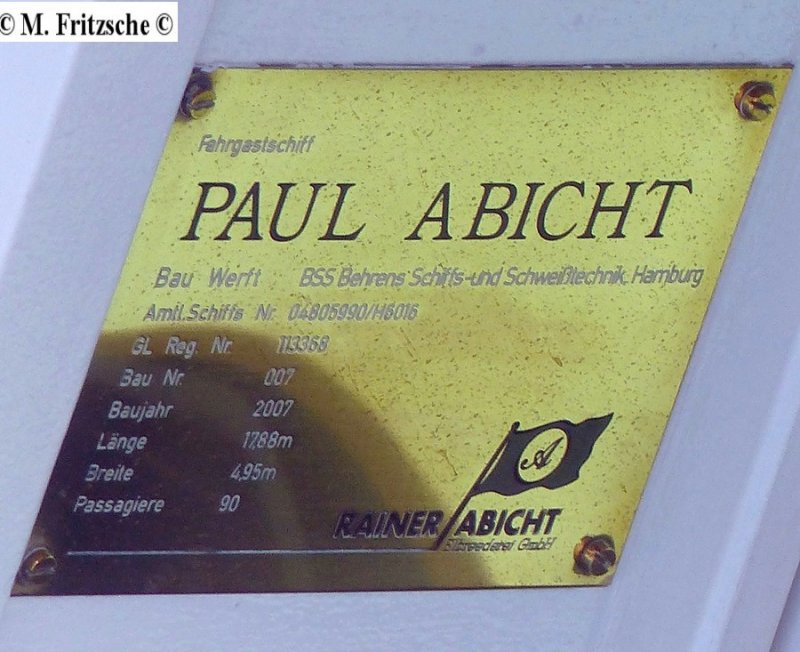 © M. Fritzsche ©
Fahrgastschiff
PAUL ABICHT
Bau Werft BSS Behrens Schiffs-und Schweißtechnik, Hamburg
Amtl.Schiffs Nr. 04805990/H6016
GL Reg. Nr. 113368
Bau Nr. 007
Baujahr 2007
Länge 17,88m
Breite 4,95m
Passagiere 90
A
RAINER ABICHT
Elbreederei GmbH